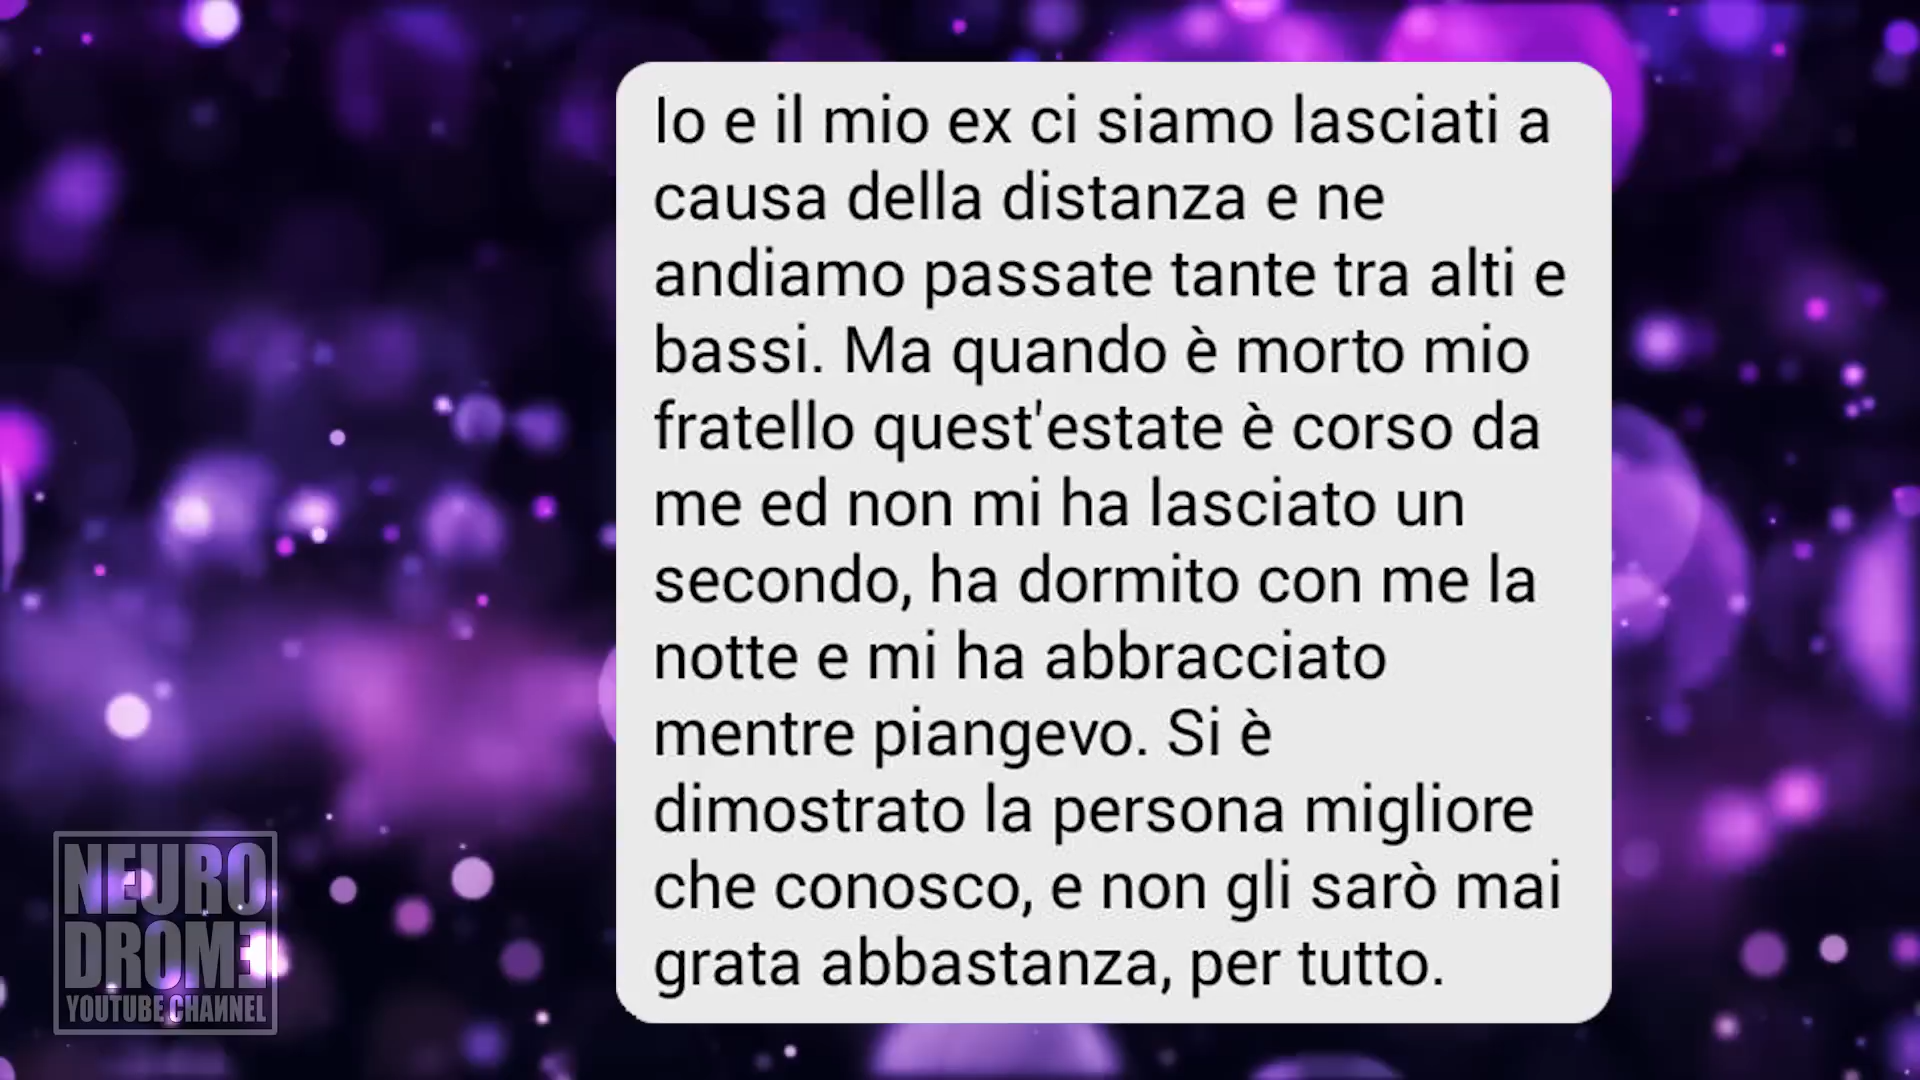 Io e il mio ex ci siamo lasciati a
causa della distanza e ne
andiamo passate tante tra alti e
bassi. Ma quando è morto mio
fratello quest'estate è corso da
me ed non mi ha lasciato un
secondo, ha dormito con me la
notte e mi ha abbracciato
mentre piangevo. Si è
dimostrato la persona migliore
che conosco, e non gli sarò mai
grata abbastanza, per tutto.
NEURO
DROME
YOUTUBE CHANNEL